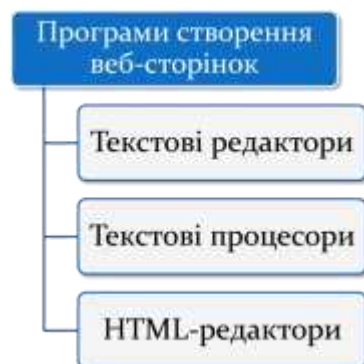 Програми створення
веб-сторінок
Текстові редактори
Текстові процесори
HTML-редактори